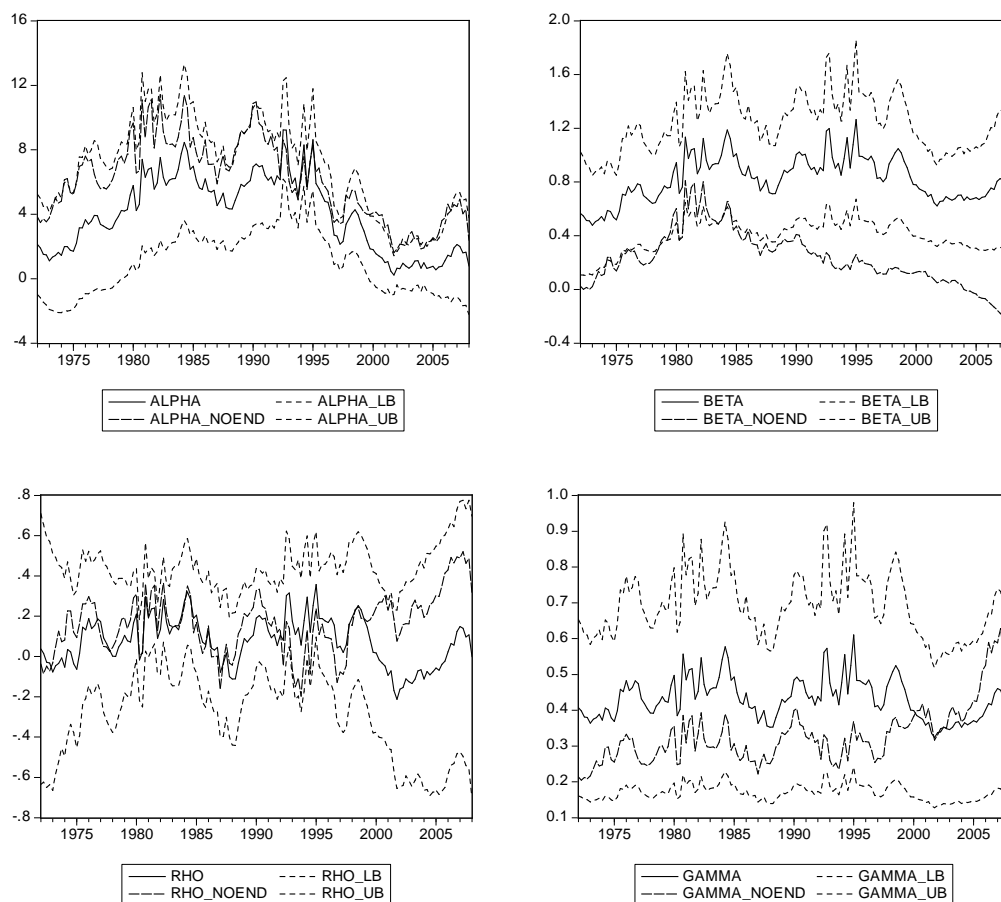 16
12
8
4
0
-4
1975 1980 1985 1990 1995 2000 2005
ALPHA ALPHA_LB
ALPHA_NOEND ALPHA_UB
2.0
1.6
1.2
0.8
0.4
0.0
-0.4
1975 1980 1985 1990 1995 2000 2005
BETA BETA_LB
BETA_NOEND BETA_UB
.8
.6
.4
.2
.0
-.2
-.4
-.6
-.8
1975 1980 1985 1990 1995 2000 2005
RHO RHO_LB
RHO_NOEND RHO_UB
1.0
0.9
0.8
0.7
0.6
0.5
0.4
0.3
0.2
0.1
1975 1980 1985 1990 1995 2000 2005
GAMMA GAMMA_LB
GAMMA_NOEND GAMMA_UB